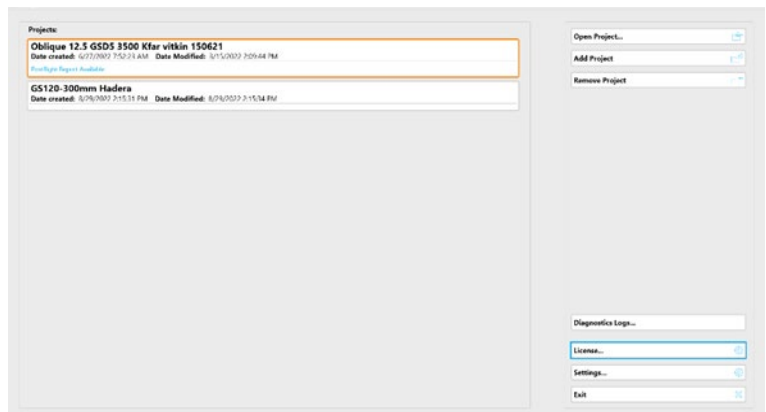 Projects:
Oblique 12.5 GSD5 3500 Kfar vitkin 150621
Date created: 6/27/2022 7:52:23 AM Date Modified: 3/15/2022 2:09:44 PM
PostFlight Report Available
GS120-300mm Hadera
Date created: 8/29/2022 2:15:31 PM Date Modified: 8/29/2022 2:15:34 PM
Open Project...
Add Project
Remove Project
Diagnostics Logs...
License...
Settings...
Exit